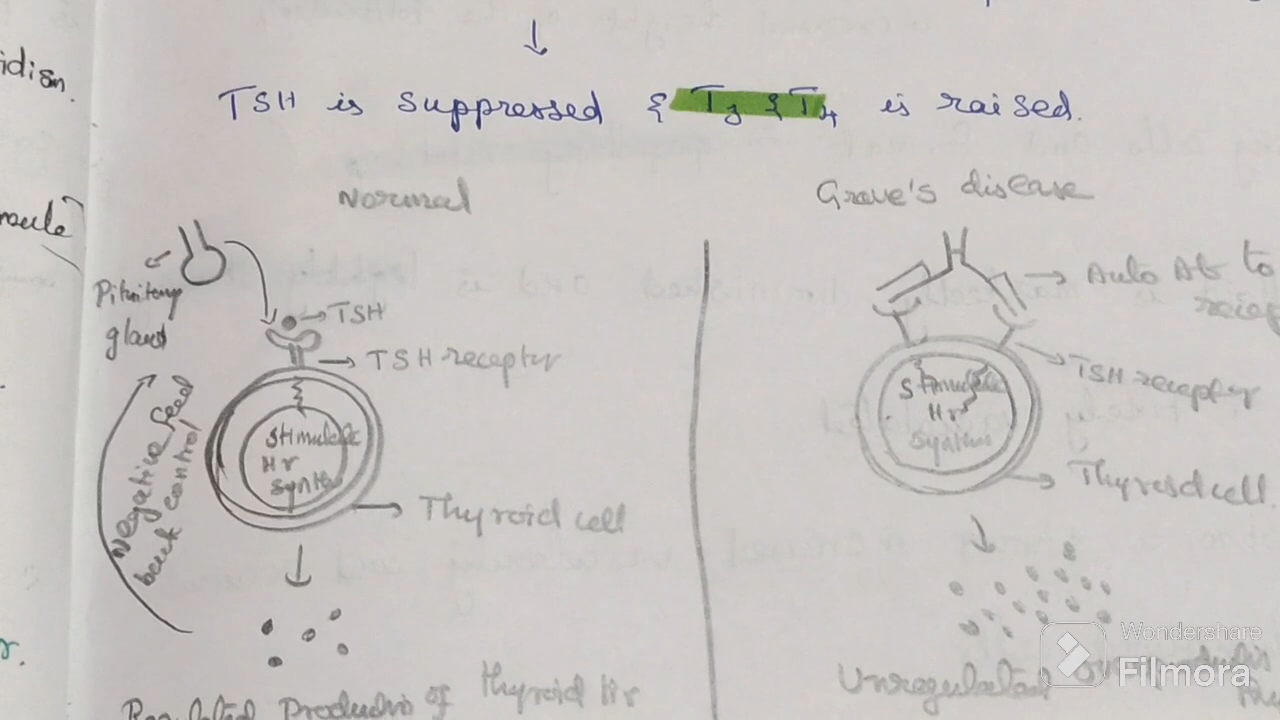 idism.
TSH is suppressed & T3 & T4 is raised.
Normal
Grave's disease
Pituitary
gland
TSH
TSH receptor
Negative feed
back control
Stimulate
Hr
Synth
Thyroid cell
Regulated Production of thyroid Hr
Auto Ab to
TSH receptor
Stimulate
Hr
Synthe
Thyroid cell.
Unregulated
Wondershare
Filmora